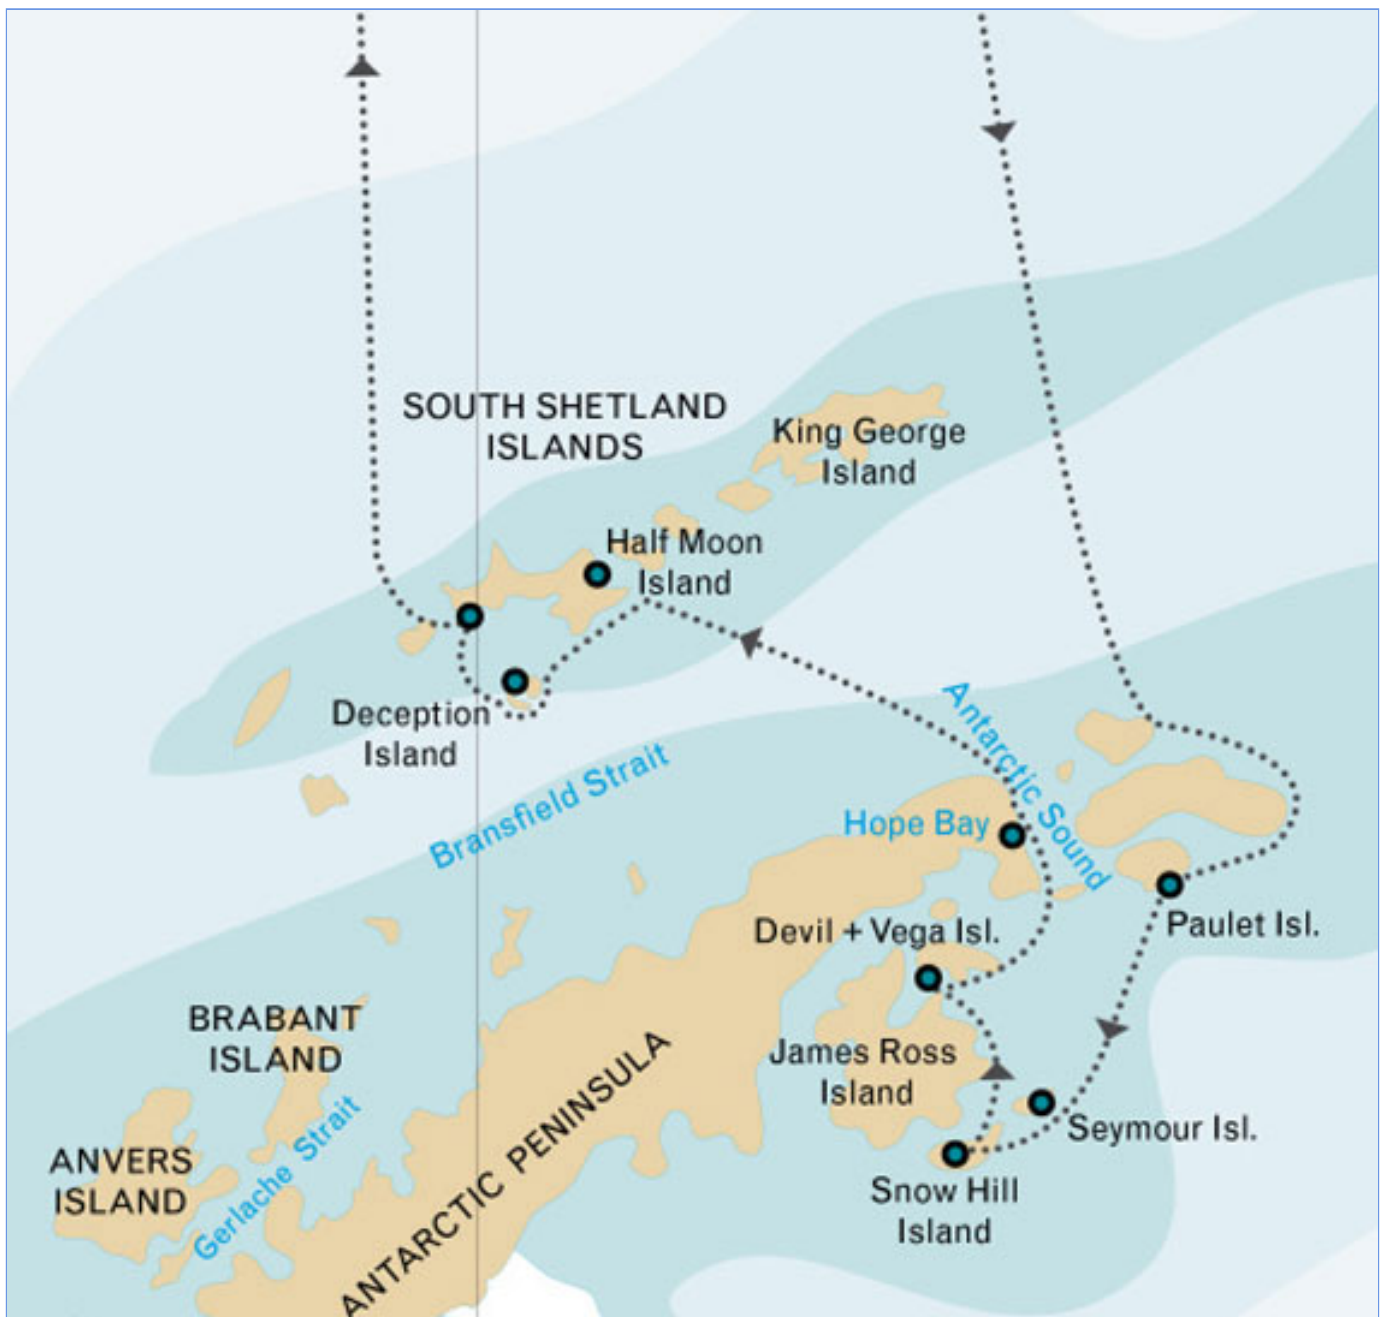 SOUTH SHETLAND
ISLANDS
King George
Island
Half Moon
Island
Deception
Island
Bransfield Strait
Antarctic Sound
Hope Bay
Devil + Vega Isl.
Paulet Isl.
BRABANT
ISLAND
James Ross
Island
Seymour Isl.
ANVERS
ISLAND
Gerlache Strait
ANTARCTIC PENINSULA
Snow Hill
Island